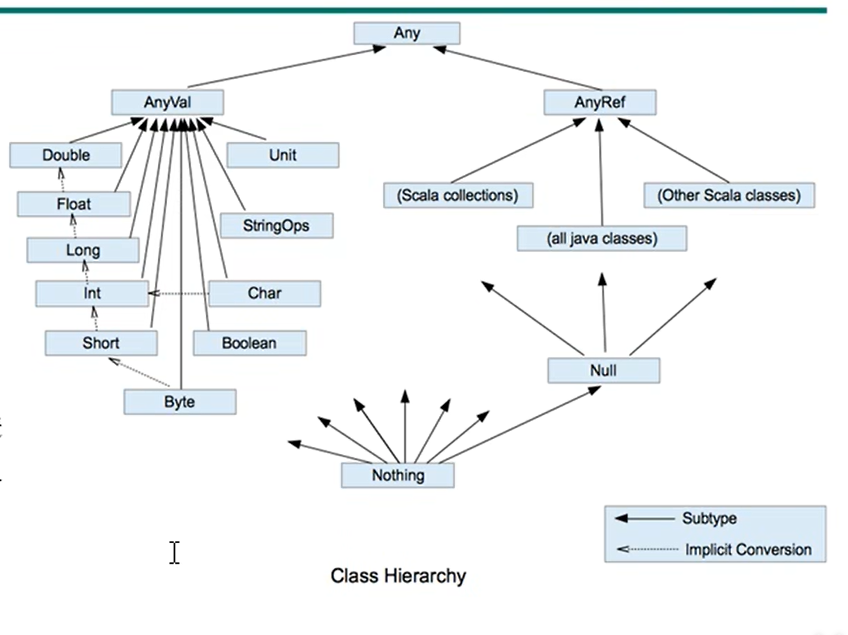 Any
AnyVal
AnyRef
Double
Unit
Float
(Scala collections)
(Other Scala classes)
StringOps
(all java classes)
Long
Int
Char
Short
Boolean
Null
Byte
Nothing
Subtype
Implicit Conversion
Class Hierarchy